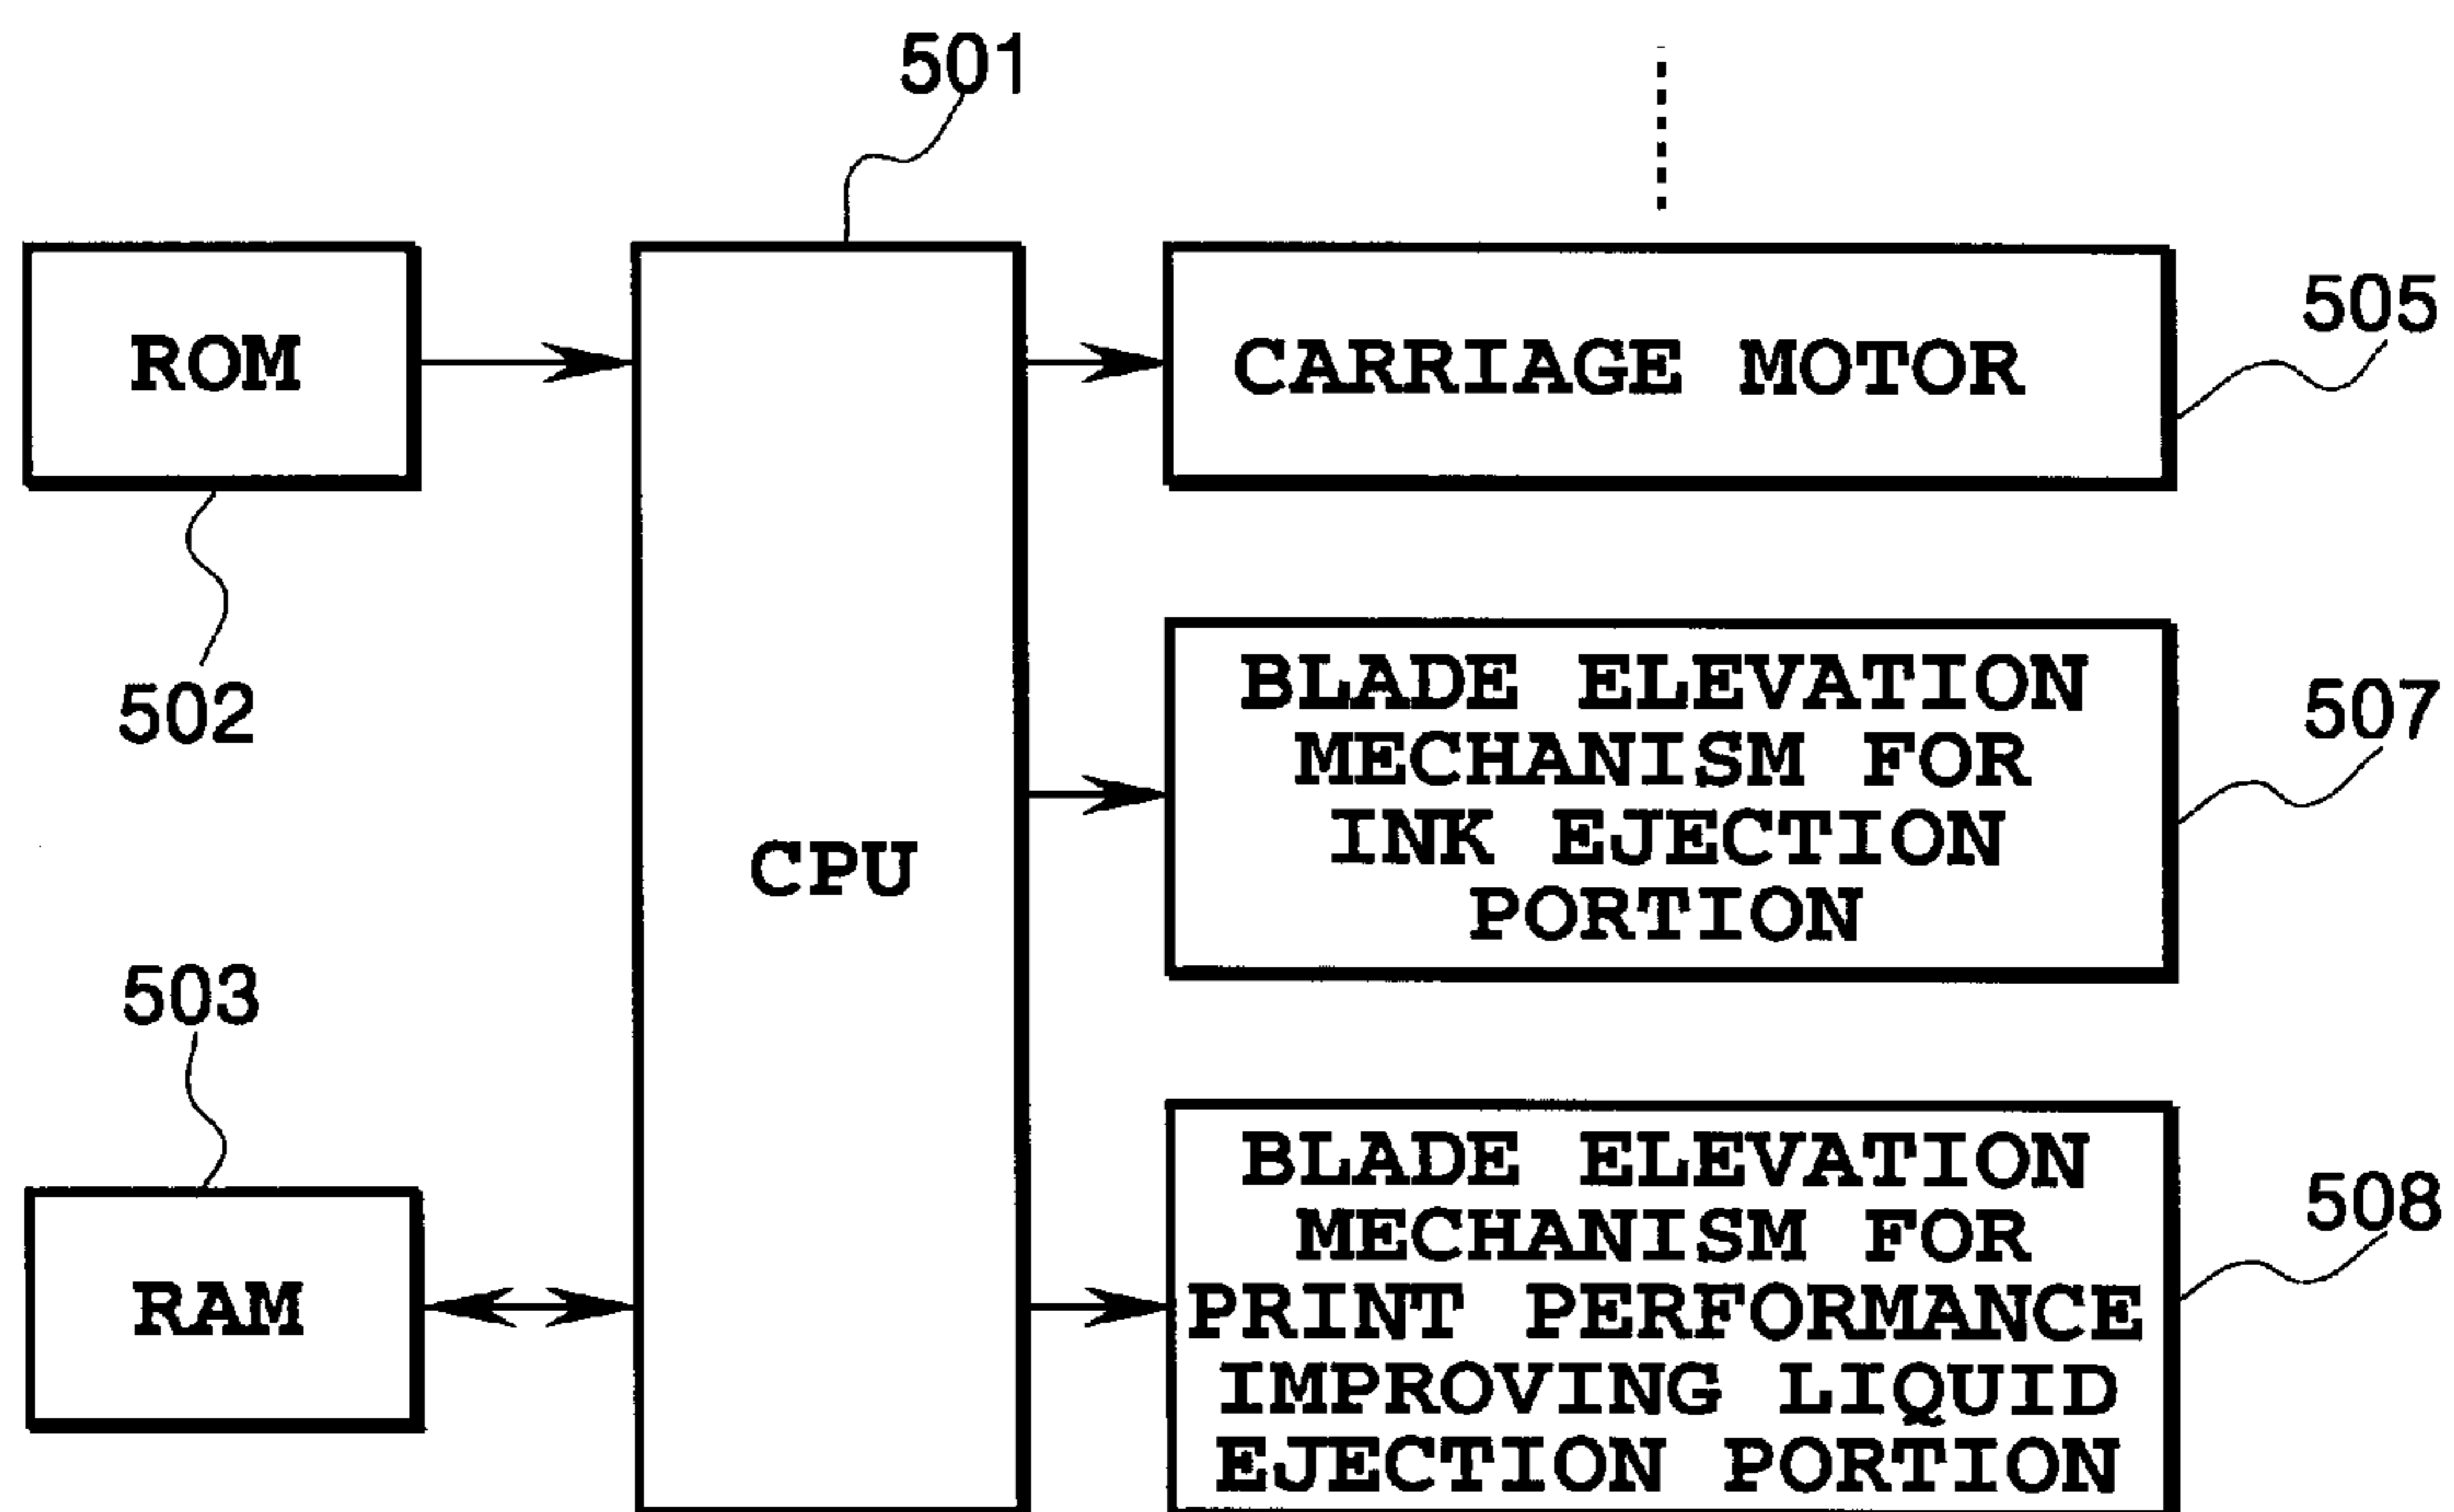 501
ROM
502
503
RAM
CPU
CARRIAGE MOTOR
505
BLADE ELEVATION
MECHANISM FOR
INK EJECTION
PORTION
507
BLADE ELEVATION
MECHANISM FOR
PRINT PERFORMANCE
IMPROVING LIQUID
EJECTION PORTION
508